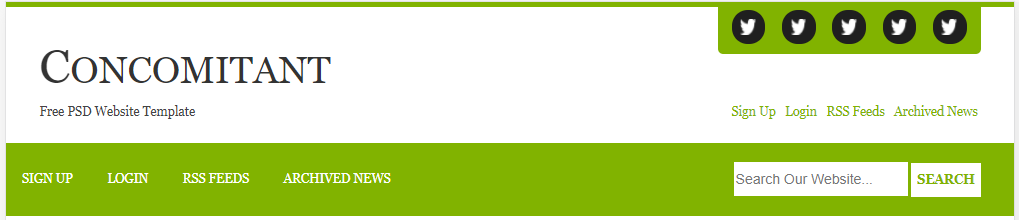 Concomitant
Free PSD Website Template
Sign Up Login RSS Feeds Archived News
SIGN UP LOGIN RSS FEEDS ARCHIVED NEWS
Search Our Website... SEARCH